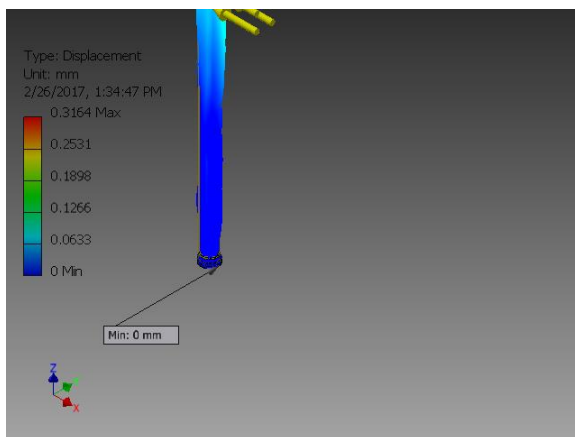 Type: Displacement
Unit: mm
2/26/2017, 1:34:47 PM
0.3164 Max
0.2531
0.1898
0.1266
0.0633
0 Min
Min: 0 mm
Z
Y
X